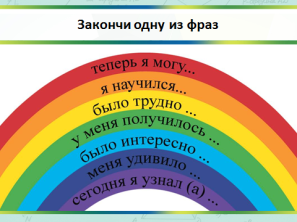 Закончи одну из фраз
теперь я могу...
я научился...
было трудно ...
у меня получилось ...
было интересно ...
меня удивило ...
сегодня я узнал (а) ...